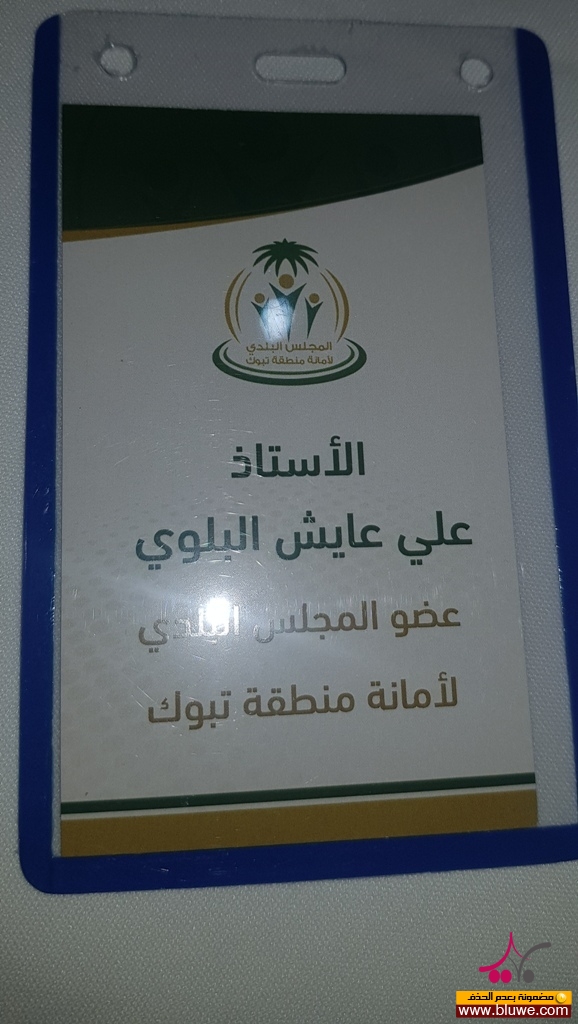 المجلس البلدي
لأمانة منطقة تبوك
الأستاذ
علي عايش البلوي
عضو المجلس البلدي
لأمانة منطقة تبوك
مضمونة بعدم الحذف
www.bluwe.com